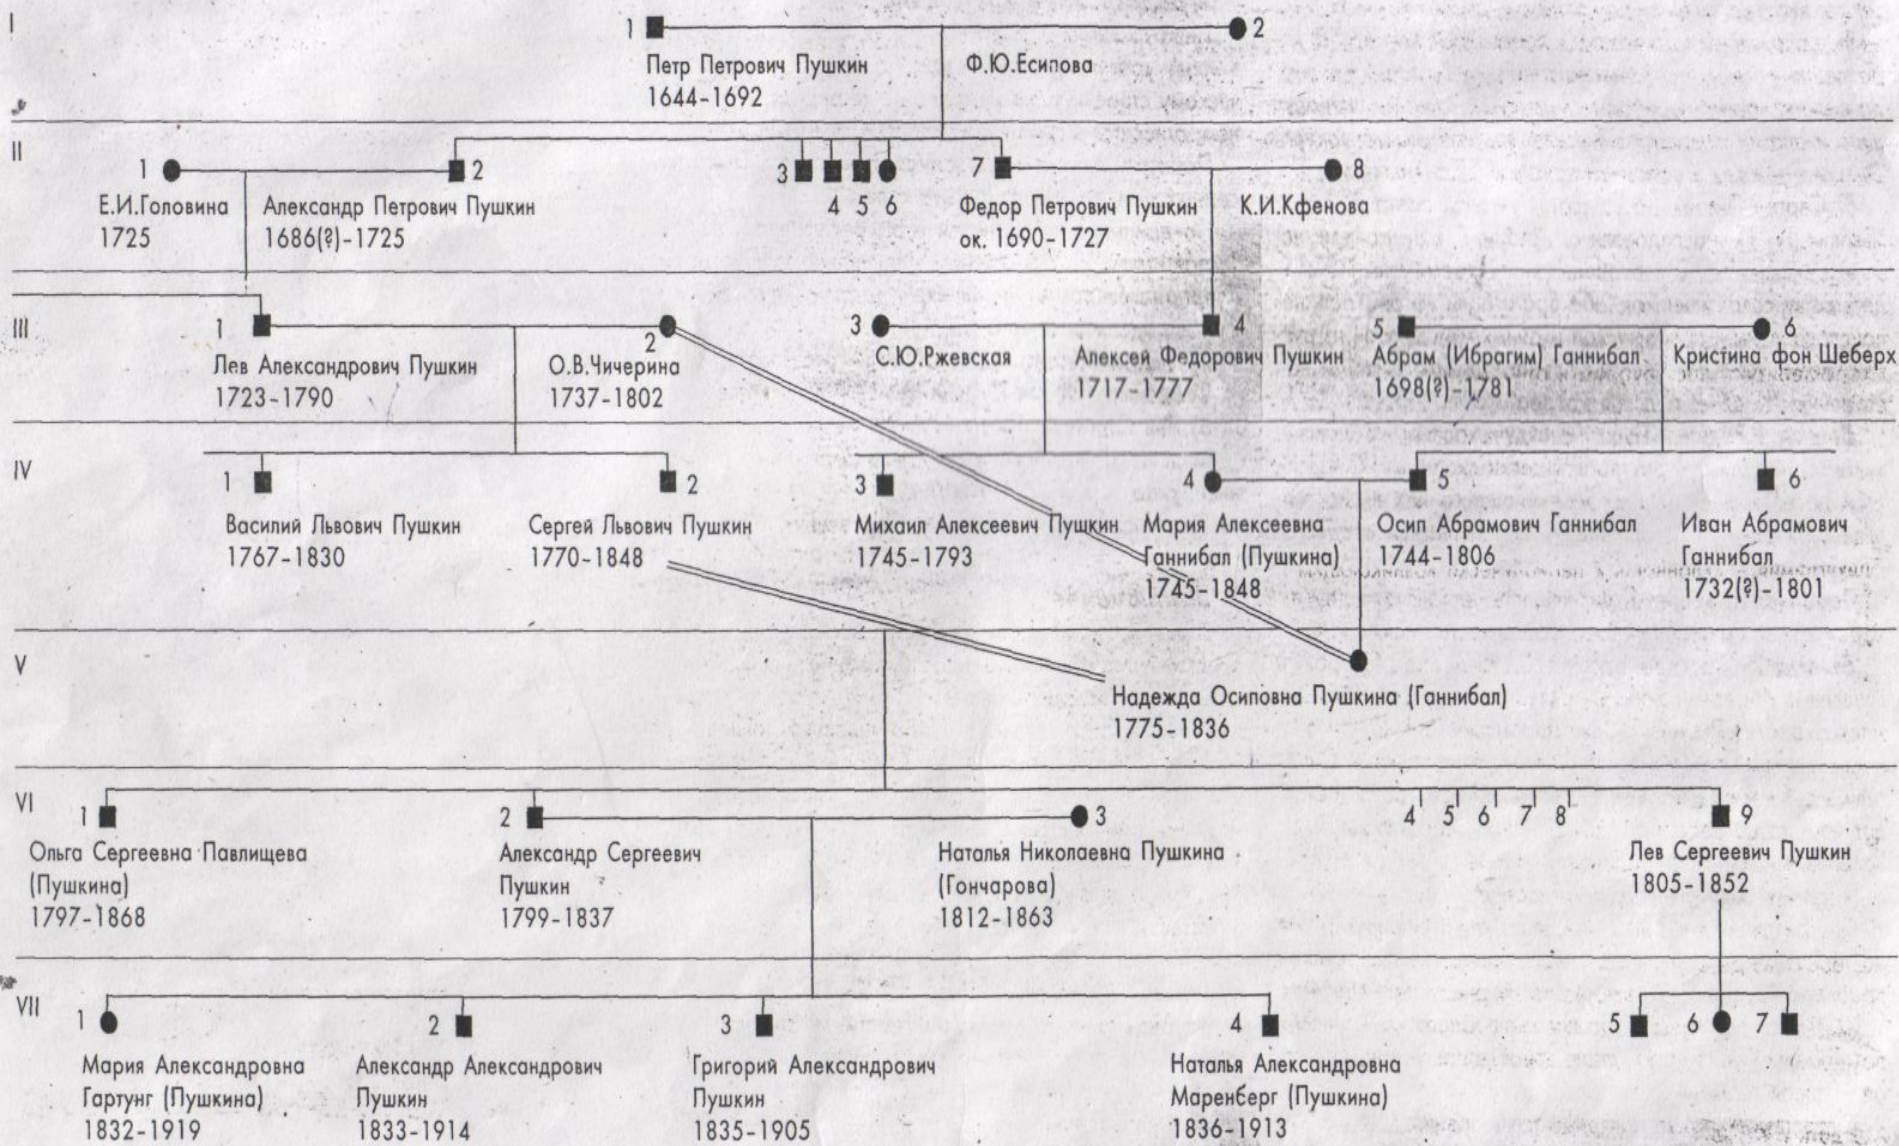 I
1 2
Петр Петрович Пушкин Ф.Ю.Есипова
1644-1692
II
1 2 3 4 5 6 7 8
Е.И.Головина Александр Петрович Пушкин Федор Петрович Пушкин К.И.Кфенова
1725 1686(?)-1725 ок. 1690-1727
III
1 2 3 4 5 6
Лев Александрович Пушкин О.В.Чичерина С.Ю.Ржевская Алексей Федорович Пушкин Абрам (Ибрагим) Ганнибал Кристина фон Шеберх
1723-1790 1737-1802 1717-1777 1698(?)-1781
IV
1 2 3 4 5 6
Василий Львович Пушкин Сергей Львович Пушкин Михаил Алексеевич Пушкин Мария Алексеевна Осип Абрамович Ганнибал Иван Абрамович
1767-1830 1770-1848 1745-1793 Ганнибал (Пушкина) 1744-1806 Ганнибал
1745-1848 1732(?)-1801
V
Надежда Осиповна Пушкина (Ганнибал)
1775-1836
VI
1 2 3 4 5 6 7 8 9
Ольга Сергеевна Павлищева Александр Сергеевич Наталья Николаевна Пушкина Лев Сергеевич Пушкин
(Пушкина) Пушкин (Гончарова) 1805-1852
1797-1868 1799-1837 1812-1863
VII
1 2 3 4 5 6 7
Мария Александровна Александр Александрович Григорий Александрович Наталья Александровна
Гартунг (Пушкина) Пушкин Пушкин Маренберг (Пушкина)
1832-1919 1833-1914 1835-1905 1836-1913